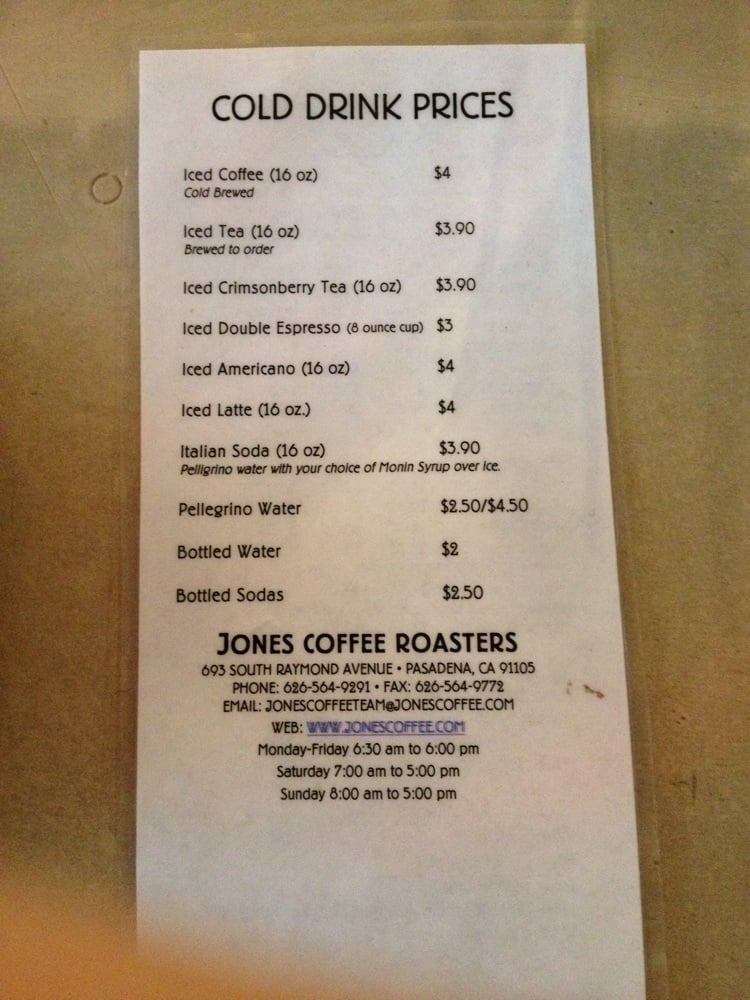 COLD DRINK PRICES
Iced Coffee (16 oz) $4
Cold Brewed
Iced Tea (16 oz) $3.90
Brewed to order
Iced Crimsonberry Tea (16 oz) $3.90
Iced Double Espresso (8 ounce cup) $3
Iced Americano (16 oz) $4
Iced Latte (16 oz.) $4
Italian Soda (16 oz) $3.90
Pelligrino water with your choice of Monin Syrup over ice.
Pellegrino Water $2.50/$4.50
Bottled Water $2
Bottled Sodas $2.50
JONES COFFEE ROASTERS
693 SOUTH RAYMOND AVENUE • PASADENA, CA 91105
PHONE: 626-564-9291 • FAX: 626-564-9772
EMAIL: JONESCOFFEETEAM@JONESCOFFEE.COM
WEB: WWW.JONESCOFFEE.COM
Monday-Friday 6:30 am to 6:00 pm
Saturday 7:00 am to 5:00 pm
Sunday 8:00 am to 5:00 pm